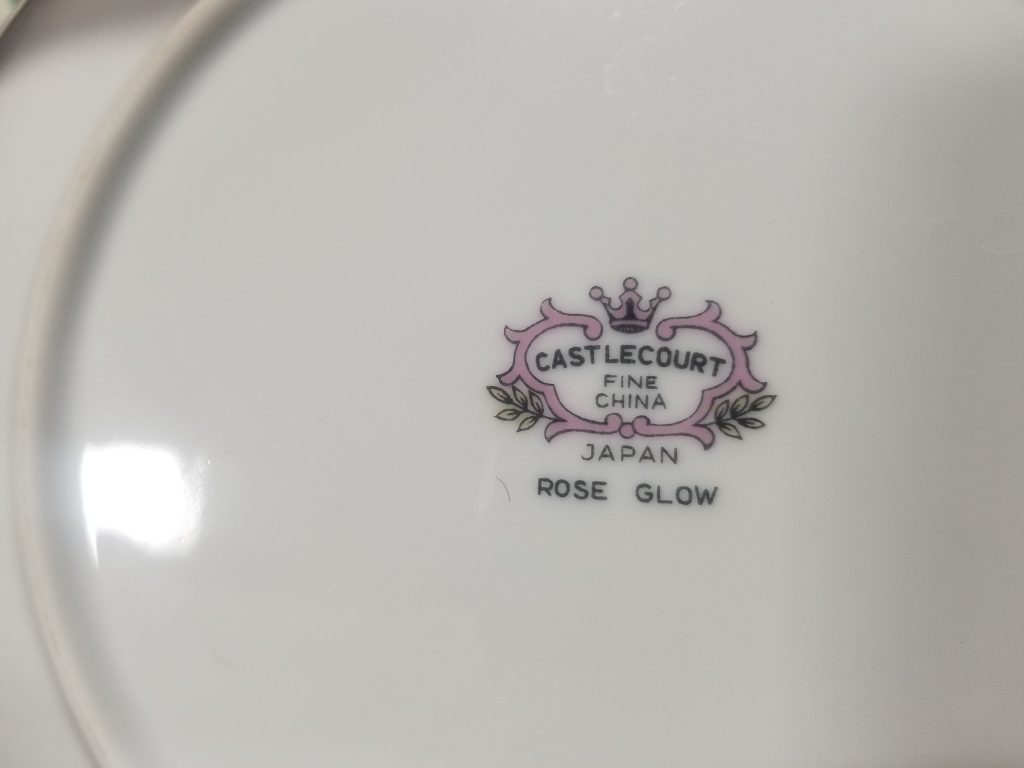 CASTLECOURT
FINE
CHINA
JAPAN
ROSE GLOW